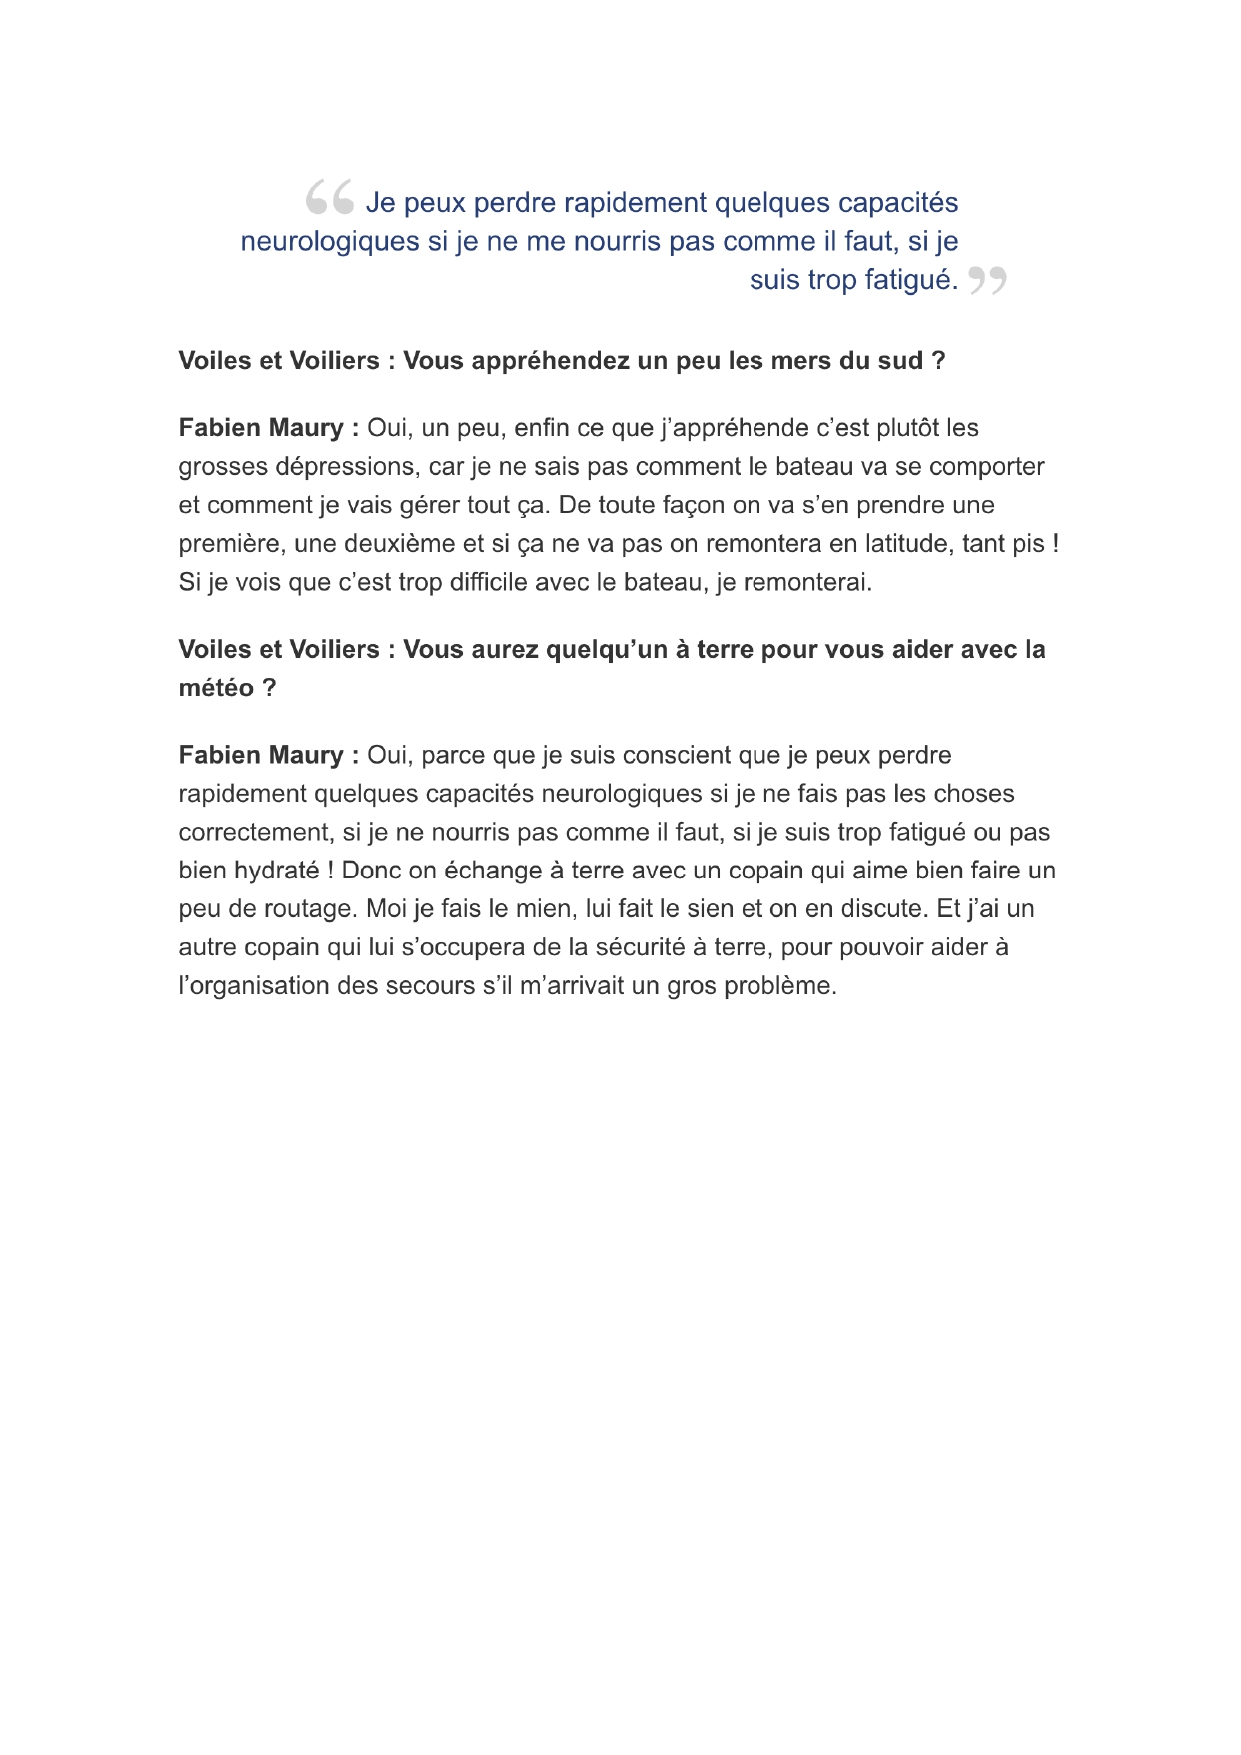 “ Je peux perdre rapidement quelques capacités
neurologiques si je ne me nourris pas comme il faut, si je
suis trop fatigué. ”
Voiles et Voiliers : Vous appréhendez un peu les mers du sud ?
Fabien Maury : Oui, un peu, enfin ce que j’appréhende c’est plutôt les
grosses dépressions, car je ne sais pas comment le bateau va se comporter
et comment je vais gérer tout ça. De toute façon on va s’en prendre une
première, une deuxième et si ça ne va pas on remontera en latitude, tant pis !
Si je vois que c’est trop difficile avec le bateau, je remonterai.
Voiles et Voiliers : Vous aurez quelqu’un à terre pour vous aider avec la
météo ?
Fabien Maury : Oui, parce que je suis conscient que je peux perdre
rapidement quelques capacités neurologiques si je ne fais pas les choses
correctement, si je ne nourris pas comme il faut, si je suis trop fatigué ou pas
bien hydraté ! Donc on échange à terre avec un copain qui aime bien faire un
peu de routage. Moi je fais le mien, lui fait le sien et on en discute. Et j’ai un
autre copain qui lui s’occupera de la sécurité à terre, pour pouvoir aider à
l’organisation des secours s’il m’arrivait un gros problème.